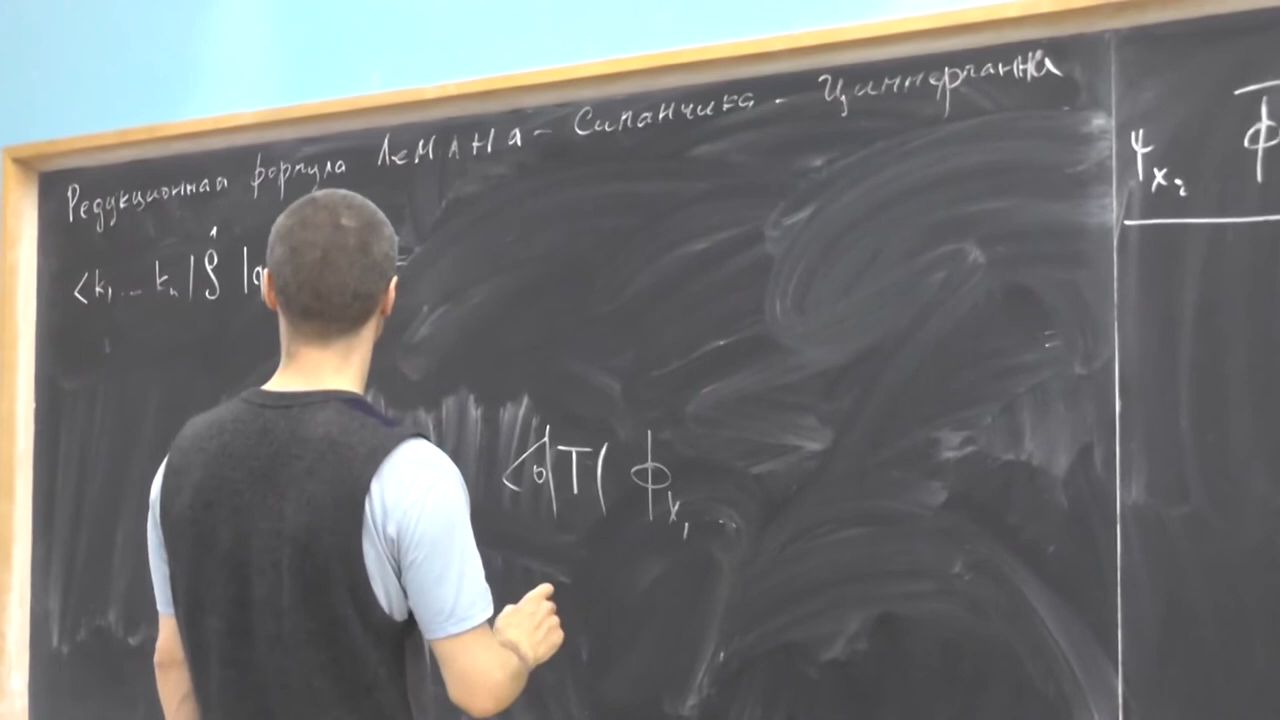 Редукционная формула ЛЕМАНА - Симанчика - Циммерманна
<k₁ ... kₙ | Ŝ |q =
<0|T( ϕx₁ ...
ψx₂ ϕ